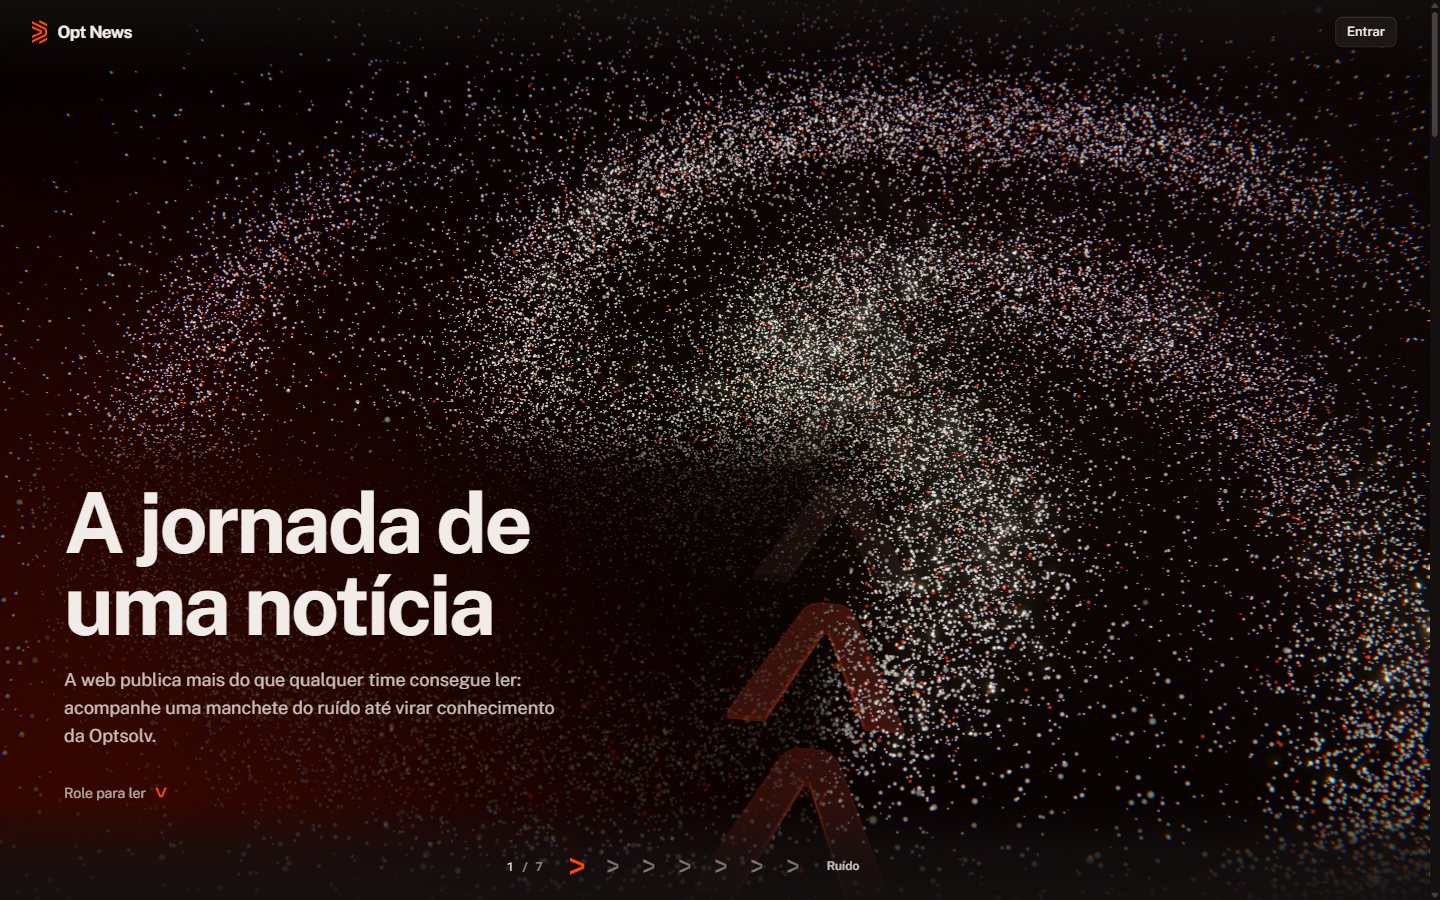 Opt News
Entrar
A jornada de
uma notícia
A web publica mais do que qualquer time consegue ler:
acompanhe uma manchete do ruído até virar conhecimento
da Optsolv.
Role para ler
1 / 7 > > > > > > > Ruído